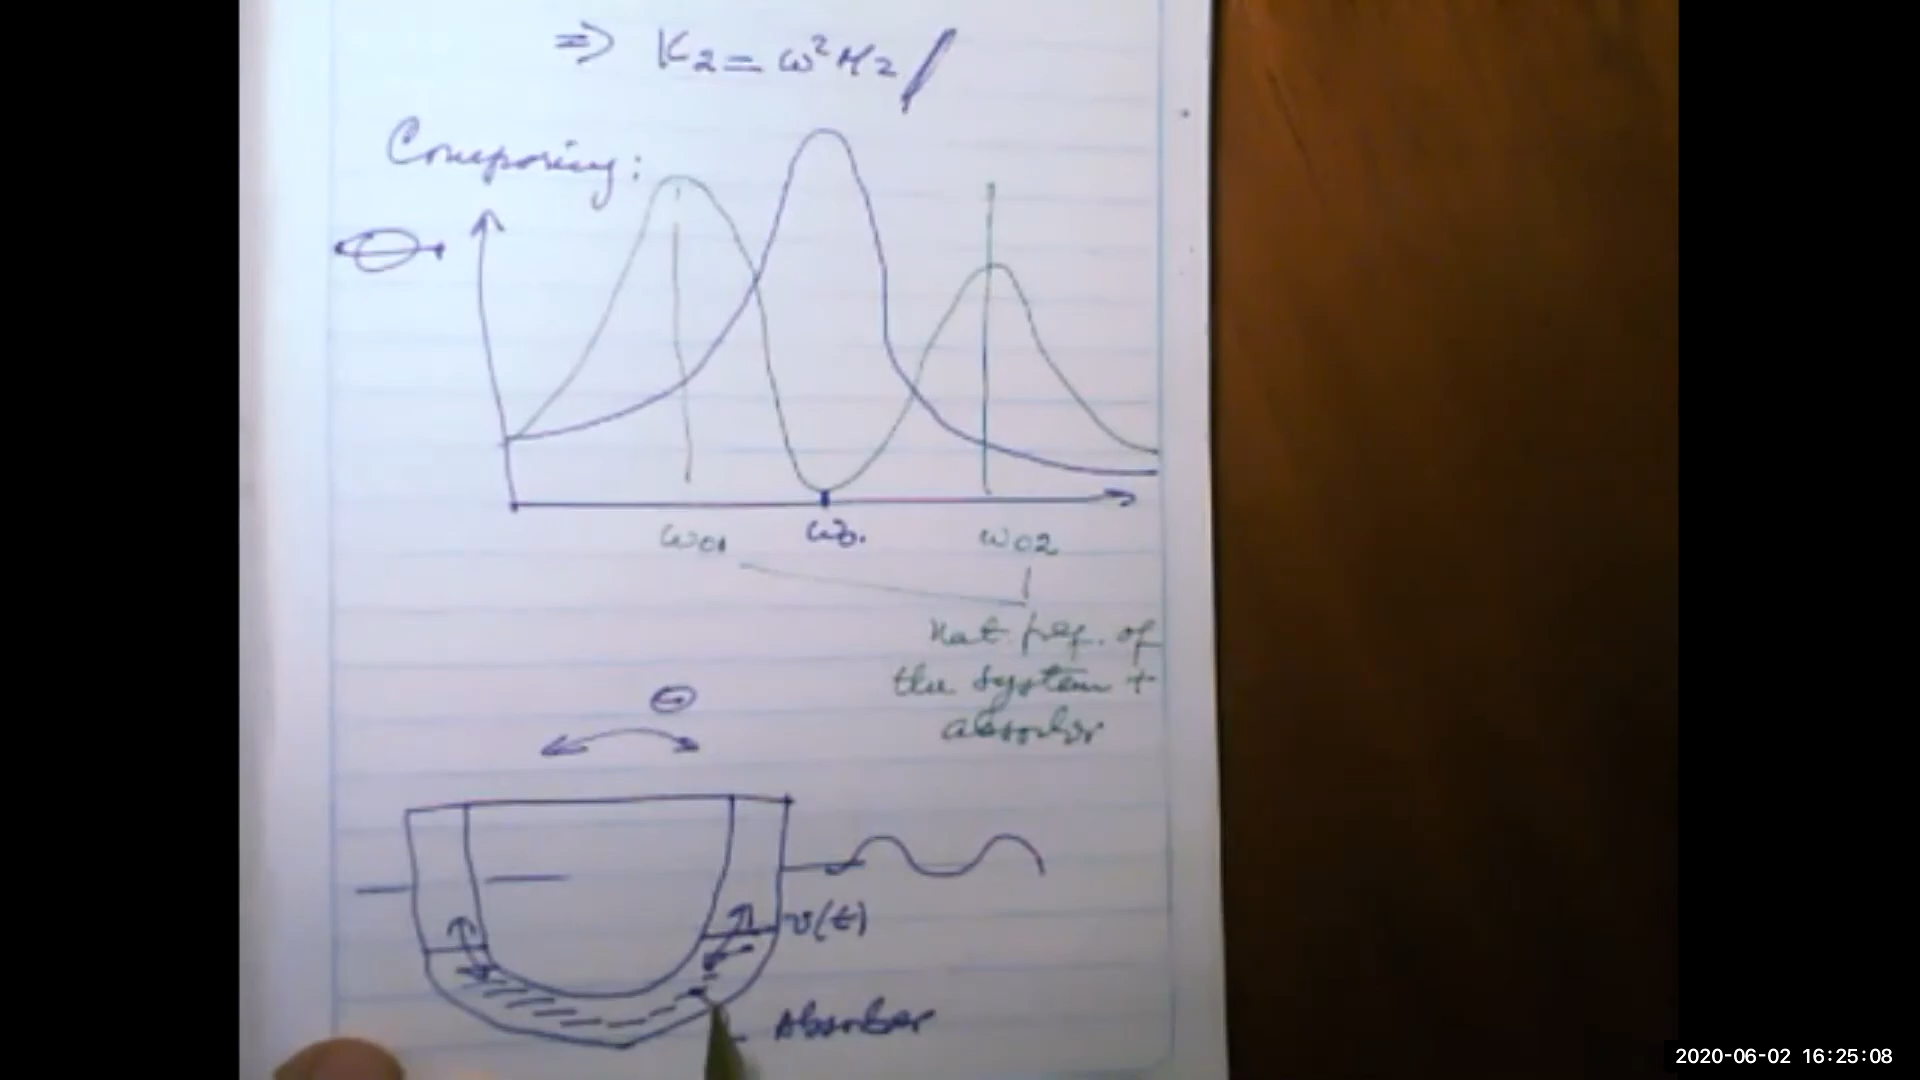 ⇒ K2 = ω²M2
Comparing:
Θ
ω01 ω0. ω02
Nat. freq. of
the system +
absorber
Θ
v(t)
Absorber
2020-06-02 16:25:08